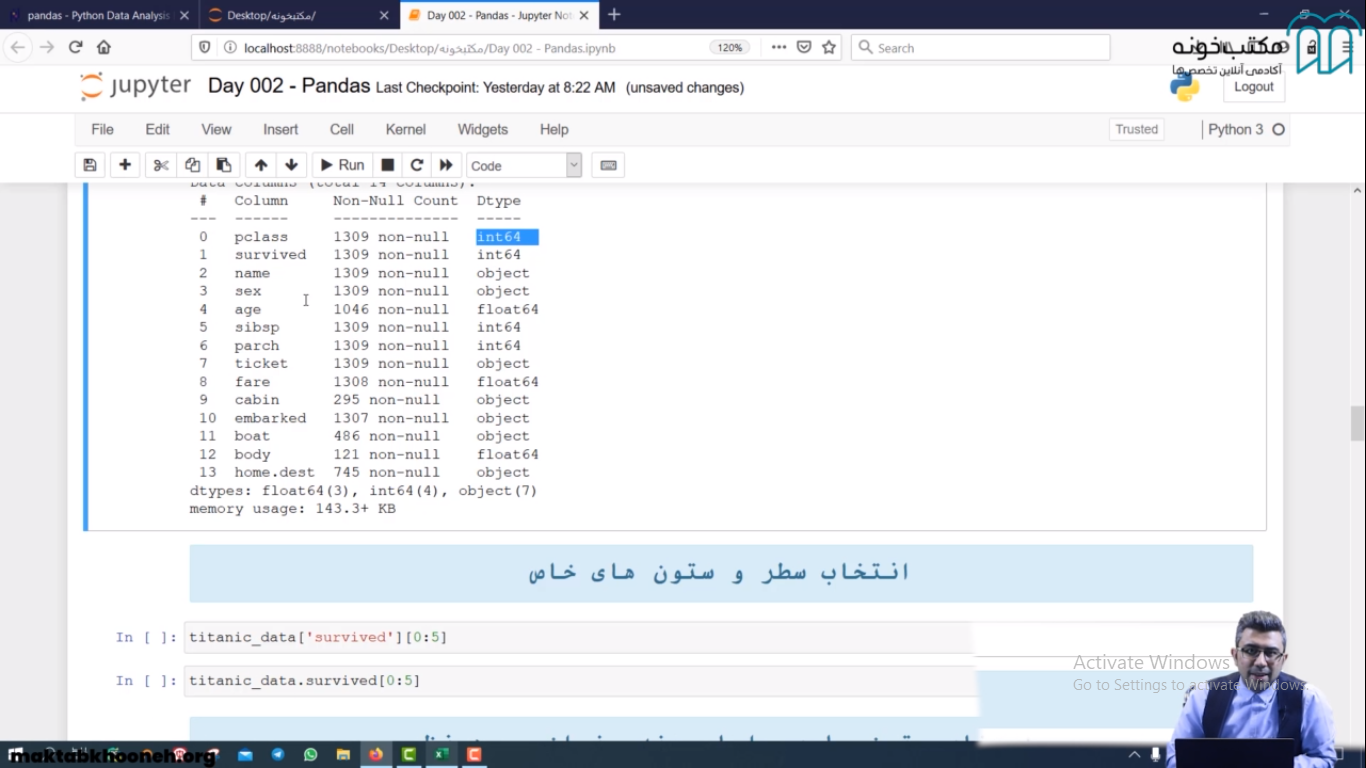 pandas - Python Data Analysis
Desktop/مکتبخونه/
Day 002 - Pandas - Jupyter Not
localhost:8888/notebooks/Desktop/مکتبخونه/Day 002 - Pandas.ipynb
120%
Search
مکتب‌خونه
آکادمی آنلاین تخصص‌ها
jupyter Day 002 - Pandas Last Checkpoint: Yesterday at 8:22 AM (unsaved changes)
Logout
File Edit View Insert Cell Kernel Widgets Help
Trusted
Python 3
Run
Code
Data columns (total 14 columns):
# Column Non-Null Count Dtype
--- ------ -------------- -----
0 pclass 1309 non-null int64
1 survived 1309 non-null int64
2 name 1309 non-null object
3 sex 1309 non-null object
4 age 1046 non-null float64
5 sibsp 1309 non-null int64
6 parch 1309 non-null int64
7 ticket 1309 non-null object
8 fare 1308 non-null float64
9 cabin 295 non-null object
10 embarked 1307 non-null object
11 boat 486 non-null object
12 body 121 non-null float64
13 home.dest 745 non-null object
dtypes: float64(3), int64(4), object(7)
memory usage: 143.3+ KB
انتخاب سطر و ستون های خاص
In [ ]: titanic_data['survived'][0:5]
In [ ]: titanic_data.survived[0:5]
Activate Windows
Go to Settings to activate Windows.
maktabkhooneh.org